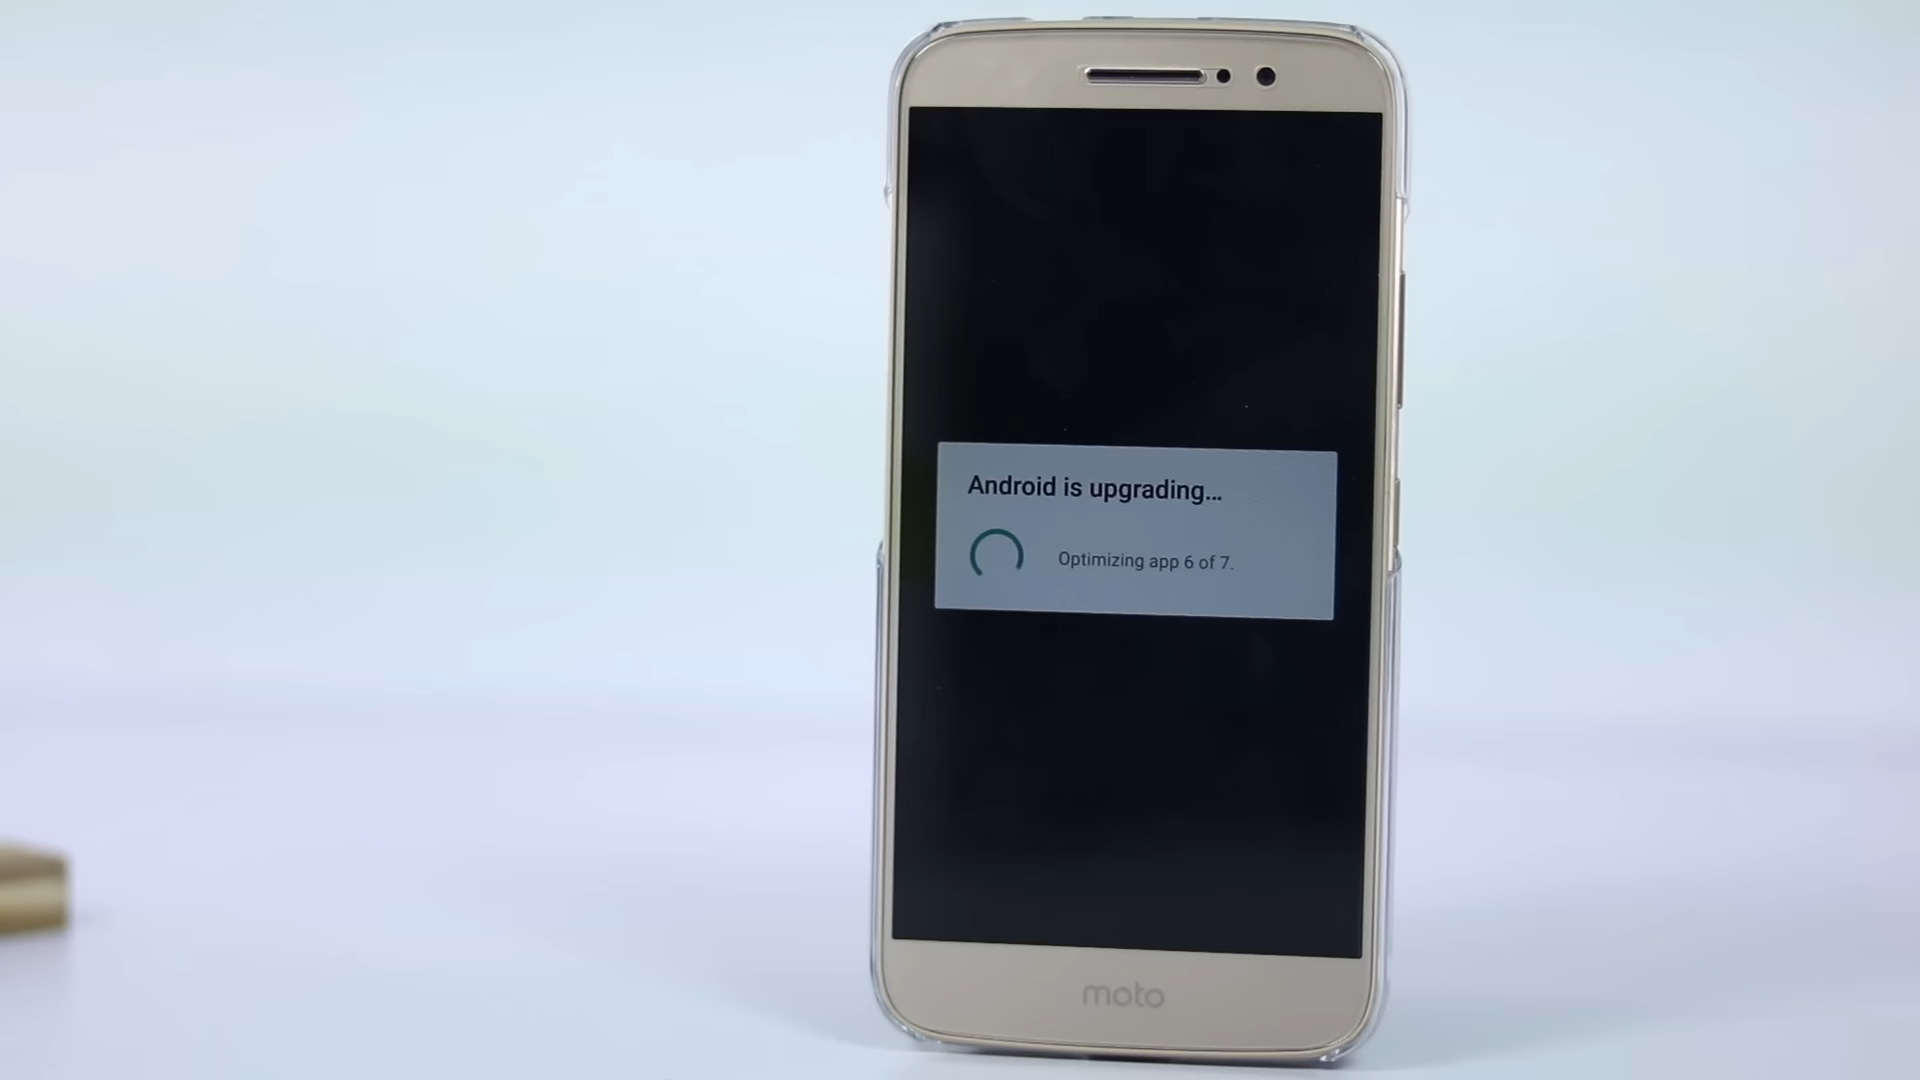 Android is upgrading...
Optimizing app 6 of 7.
moto